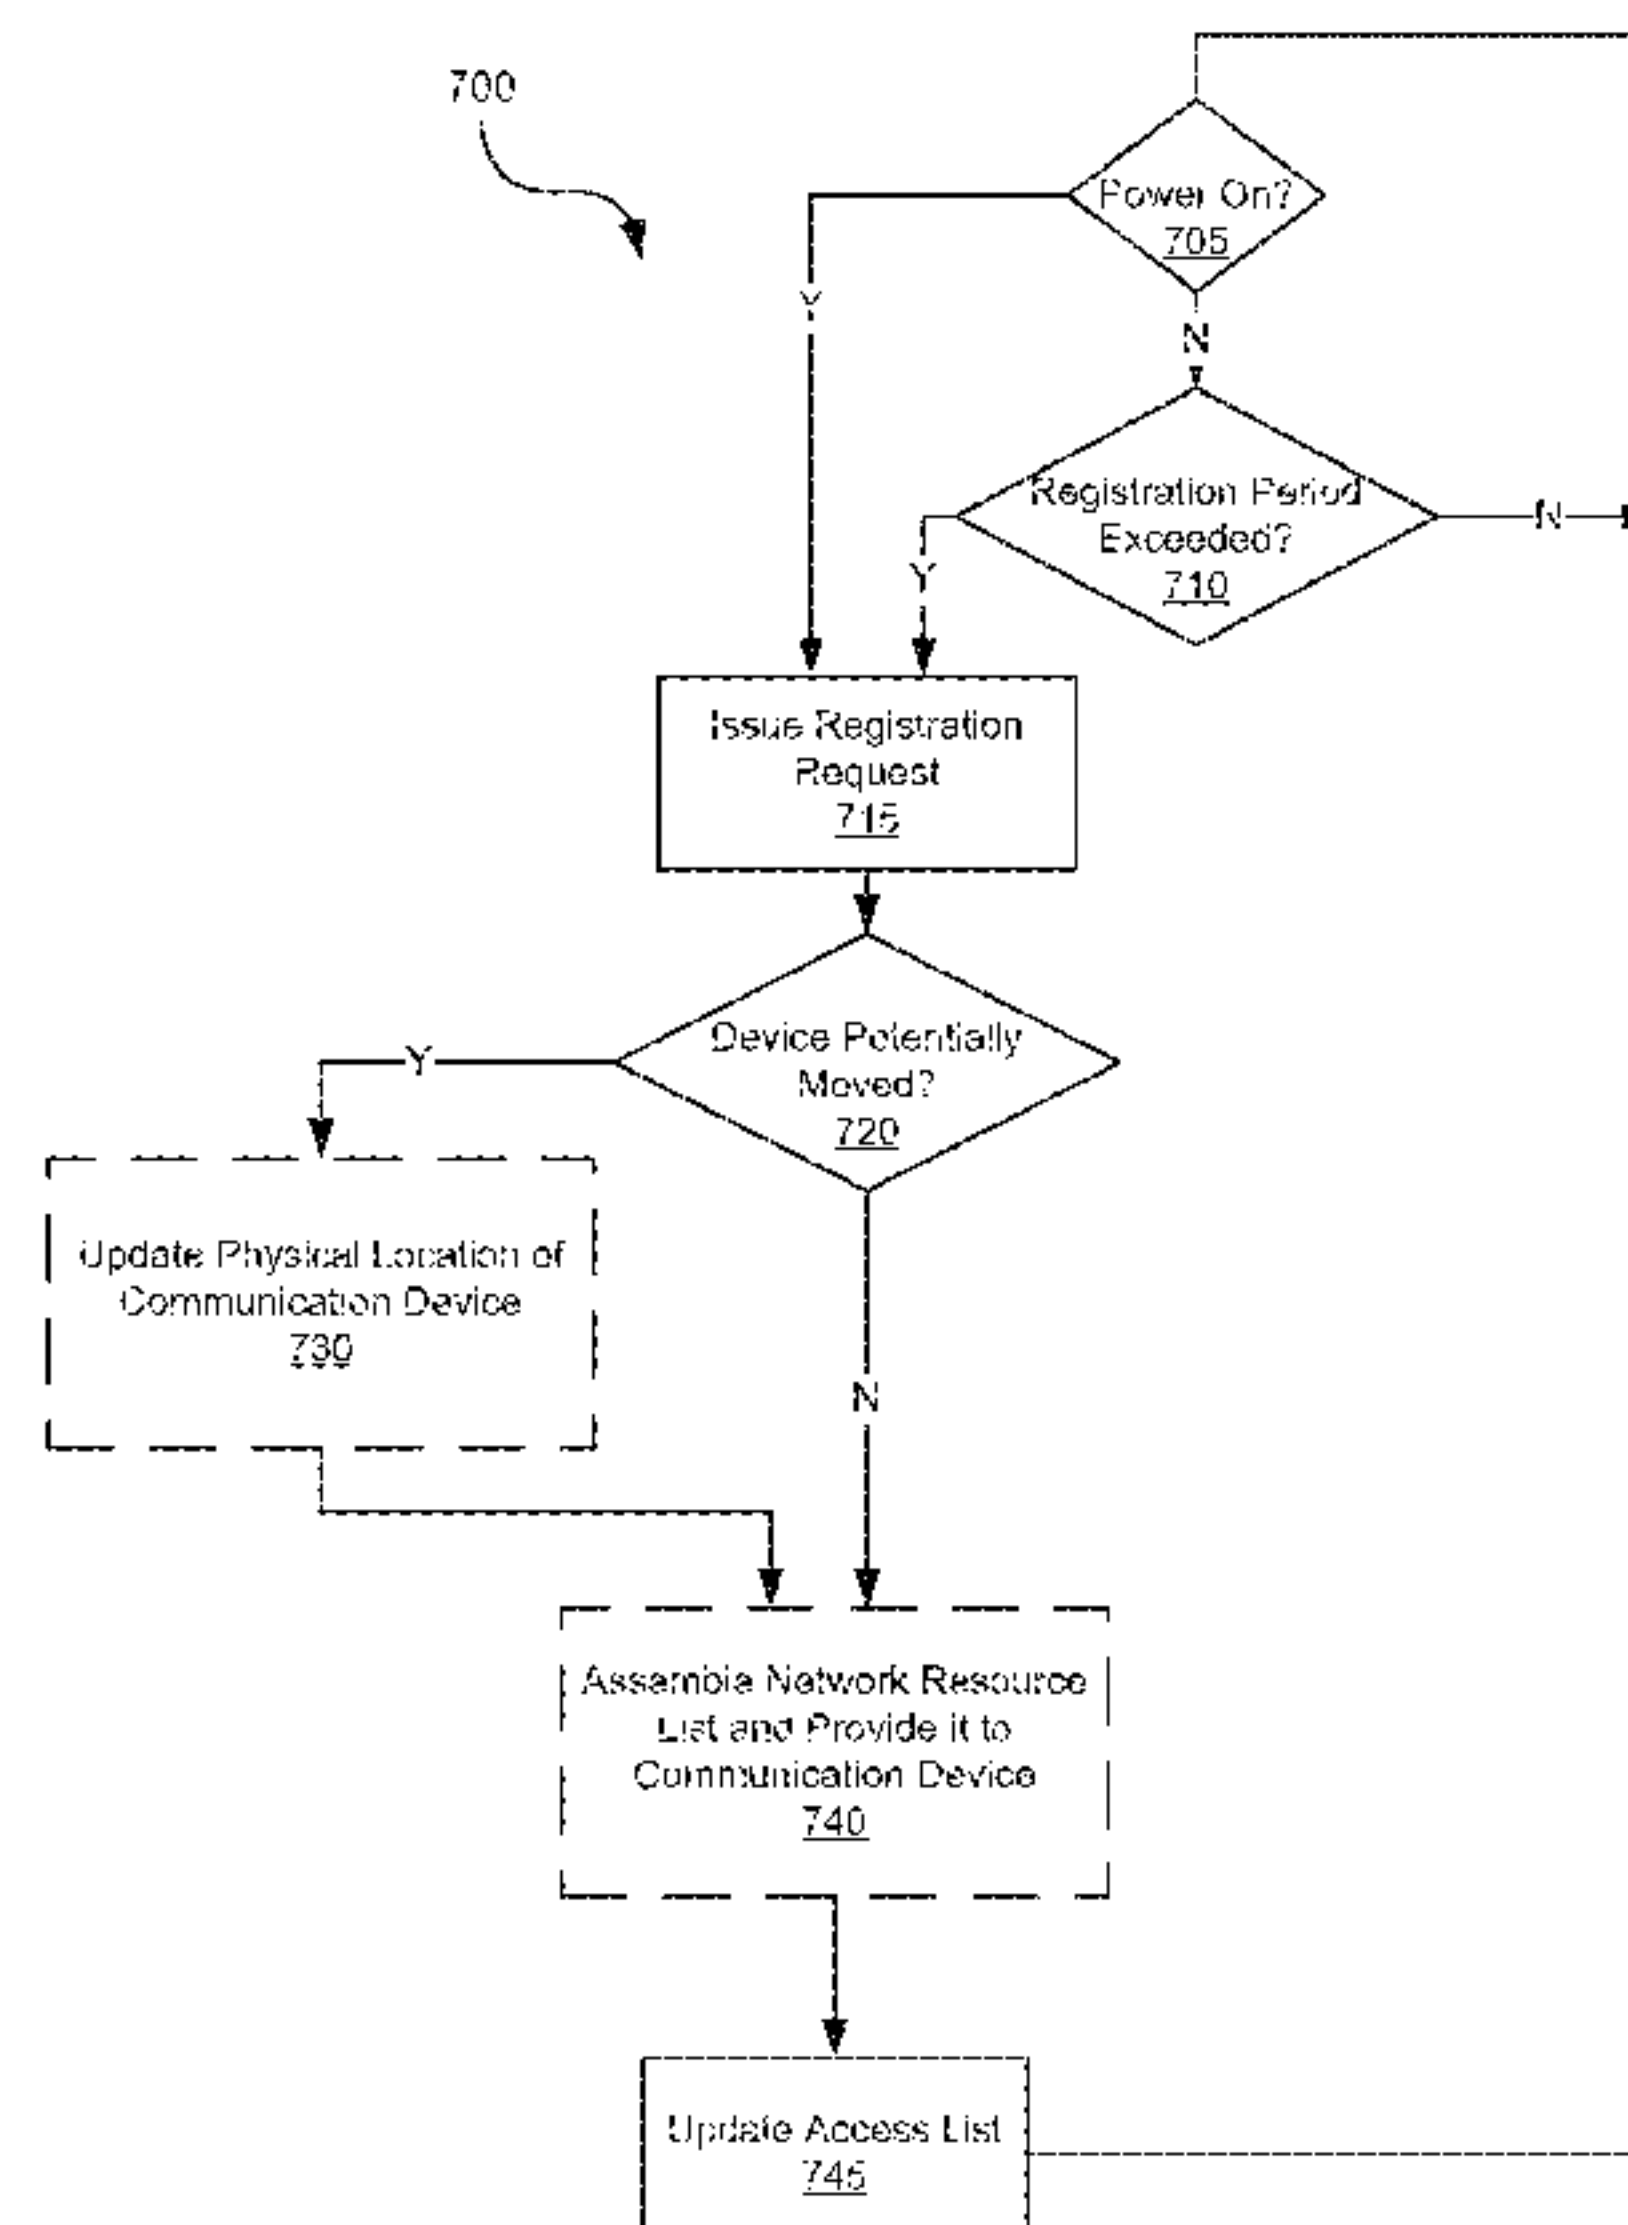 700
Power On?
705
Y
N
Registration Period
Exceeded?
710
N
Y
Issue Registration
Request
715
Device Potentially
Moved?
720
Y
Update Physical Location of
Communication Device
730
N
Assemble Network Resource
List and Provide it to
Communication Device
740
Update Access List
745